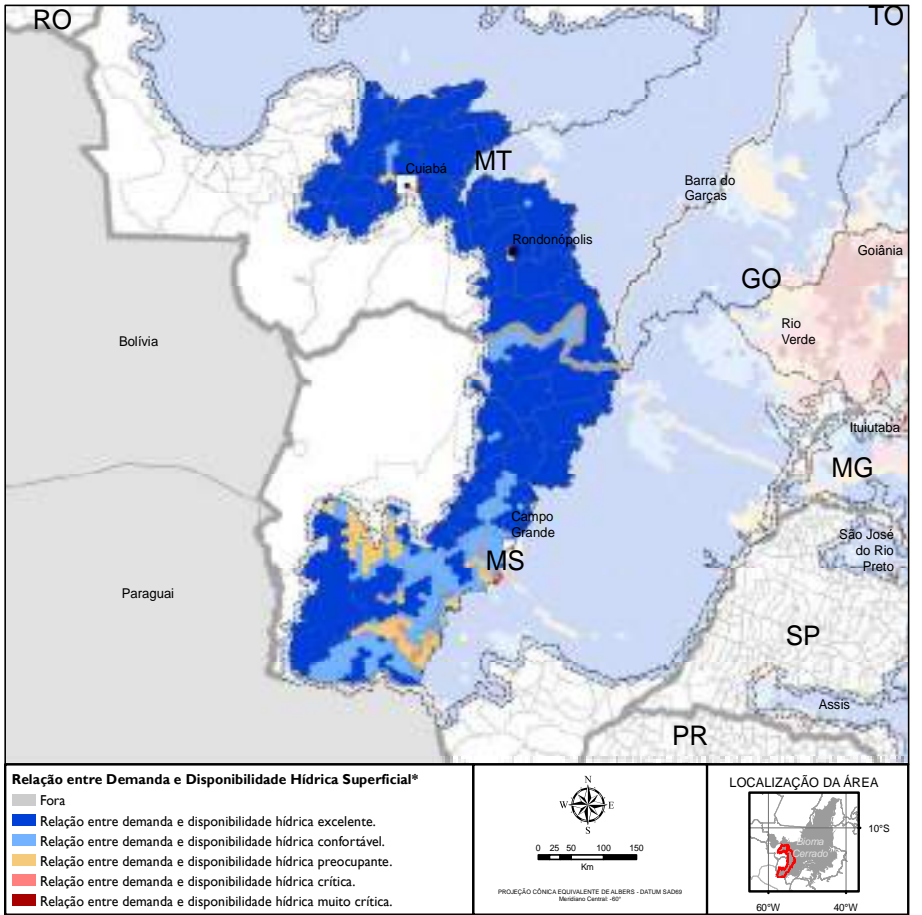 RO
TO
MT
Cuiabá
Barra do
Garças
Rondonópolis
Goiânia
GO
Rio
Verde
Bolívia
Ituiutaba
MG
Campo
Grande
São José
do Rio
Preto
MS
Paraguai
SP
Assis
PR
Relação entre Demanda e Disponibilidade Hídrica Superficial*
Fora
Relação entre demanda e disponibilidade hídrica excelente.
Relação entre demanda e disponibilidade hídrica confortável.
Relação entre demanda e disponibilidade hídrica preocupante.
Relação entre demanda e disponibilidade hídrica crítica.
Relação entre demanda e disponibilidade hídrica muito crítica.
N
W E
S
0 25 50 100 150
Km
PROJEÇÃO CÔNICA EQUIVALENTE DE ALBERS - DATUM SAD69
Meridiano Central: -60°
LOCALIZAÇÃO DA ÁREA
10°S
Bioma
Cerrado
60°W 40°W